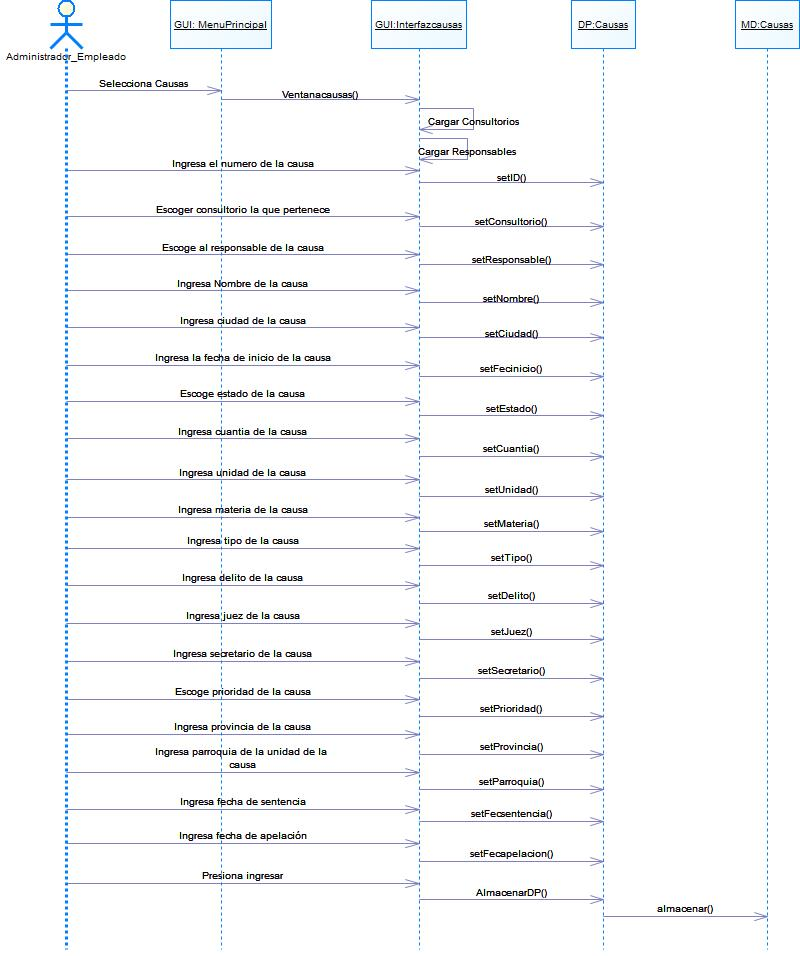 GUI: MenuPrincipal
GUI:Interfazcausas
DP:Causas
MD:Causas
Administrador_Empleado
Selecciona Causas
Ventanacausas()
Cargar Consultorios
Cargar Responsables
Ingresa el numero de la causa
setID()
Escoger consultorio la que pertenece
setConsultorio()
Escoge al responsable de la causa
setResponsable()
Ingresa Nombre de la causa
setNombre()
Ingresa ciudad de la causa
setCiudad()
Ingresa la fecha de inicio de la causa
setFecinicio()
Escoge estado de la causa
setEstado()
Ingresa cuantia de la causa
setCuantia()
Ingresa unidad de la causa
setUnidad()
Ingresa materia de la causa
setMateria()
Ingresa tipo de la causa
setTipo()
Ingresa delito de la causa
setDelito()
Ingresa juez de la causa
setJuez()
Ingresa secretario de la causa
setSecretario()
Escoge prioridad de la causa
setPrioridad()
Ingresa provincia de la causa
setProvincia()
Ingresa parroquia de la unidad de la
causa
setParroquia()
Ingresa fecha de sentencia
setFecsentencia()
Ingresa fecha de apelación
setFecapelacion()
Presiona ingresar
AlmacenarDP()
almacenar()